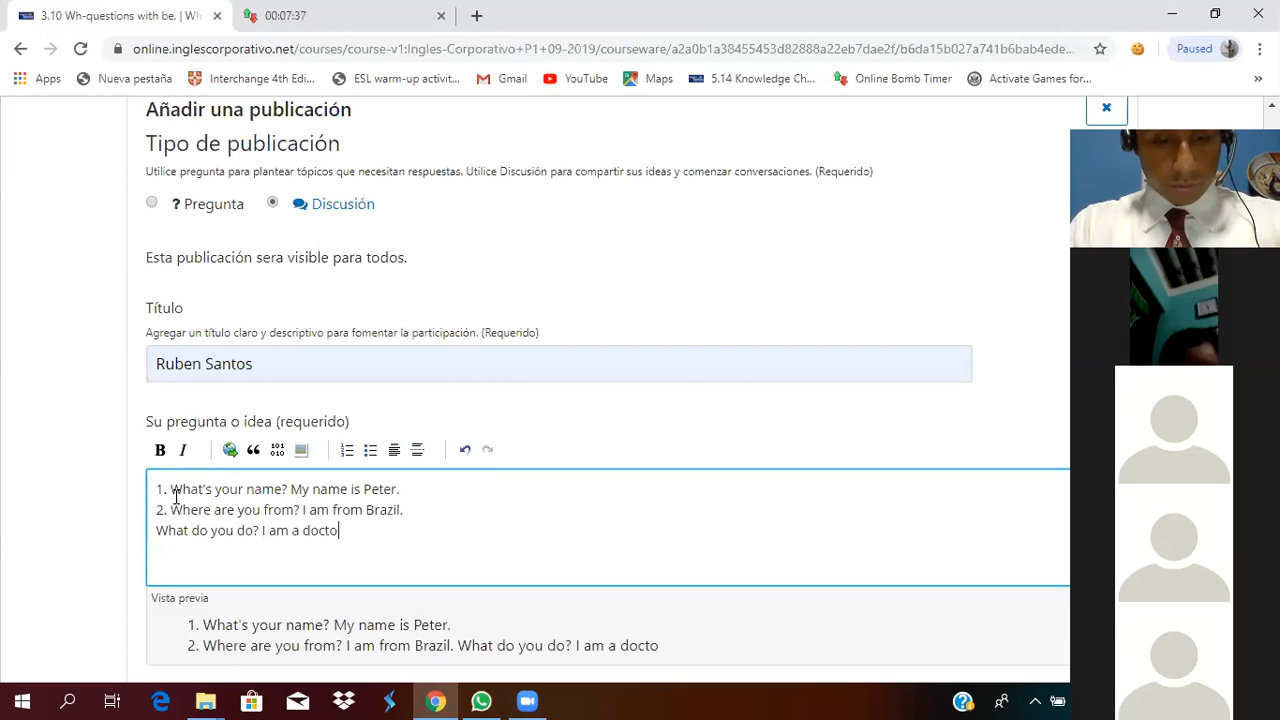 3.10 Wh-questions with be. | Wh
00:07:37
online.inglescorporativo.net/courses/course-v1:Ingles-Corporativo+P1+09-2019/courseware/a2a0b1a38455453d82888a22eb7dae2f/b6da15b027a741b6bab4ede...
Paused
Apps
Nueva pestaña
Interchange 4th Edi...
ESL warm-up activit...
Gmail
YouTube
Maps
5.14 Knowledge Ch...
Online Bomb Timer
Activate Games for...
»
Añadir una publicación
Tipo de publicación
Utilice pregunta para plantear tópicos que necesitan respuestas. Utilice Discusión para compartir sus ideas y comenzar conversaciones. (Requerido)
? Pregunta
Discusión
Esta publicación sera visible para todos.
Título
Agregar un título claro y descriptivo para fomentar la participación. (Requerido)
Ruben Santos
Su pregunta o idea (requerido)
B I
101
010
1. What's your name? My name is Peter.
2. Where are you from? I am from Brazil.
What do you do? I am a docto
Vista previa
1. What's your name? My name is Peter.
2. Where are you from? I am from Brazil. What do you do? I am a docto